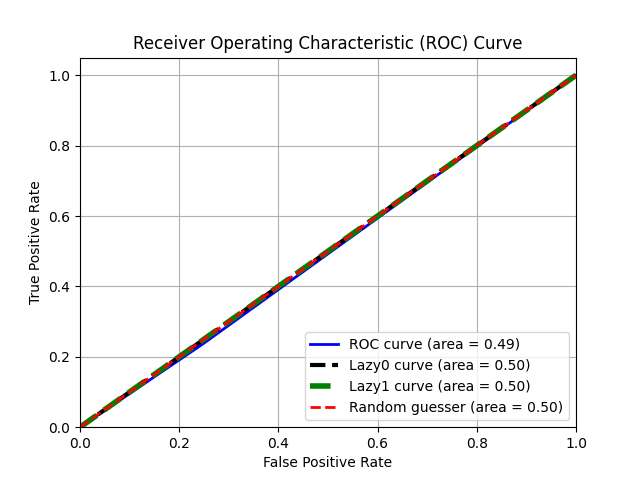 Receiver Operating Characteristic (ROC) Curve
True Positive Rate
1.0
0.8
0.6
0.4
0.2
0.0
ROC curve (area = 0.49)
Lazy0 curve (area = 0.50)
Lazy1 curve (area = 0.50)
Random guesser (area = 0.50)
0.0 0.2 0.4 0.6 0.8 1.0
False Positive Rate